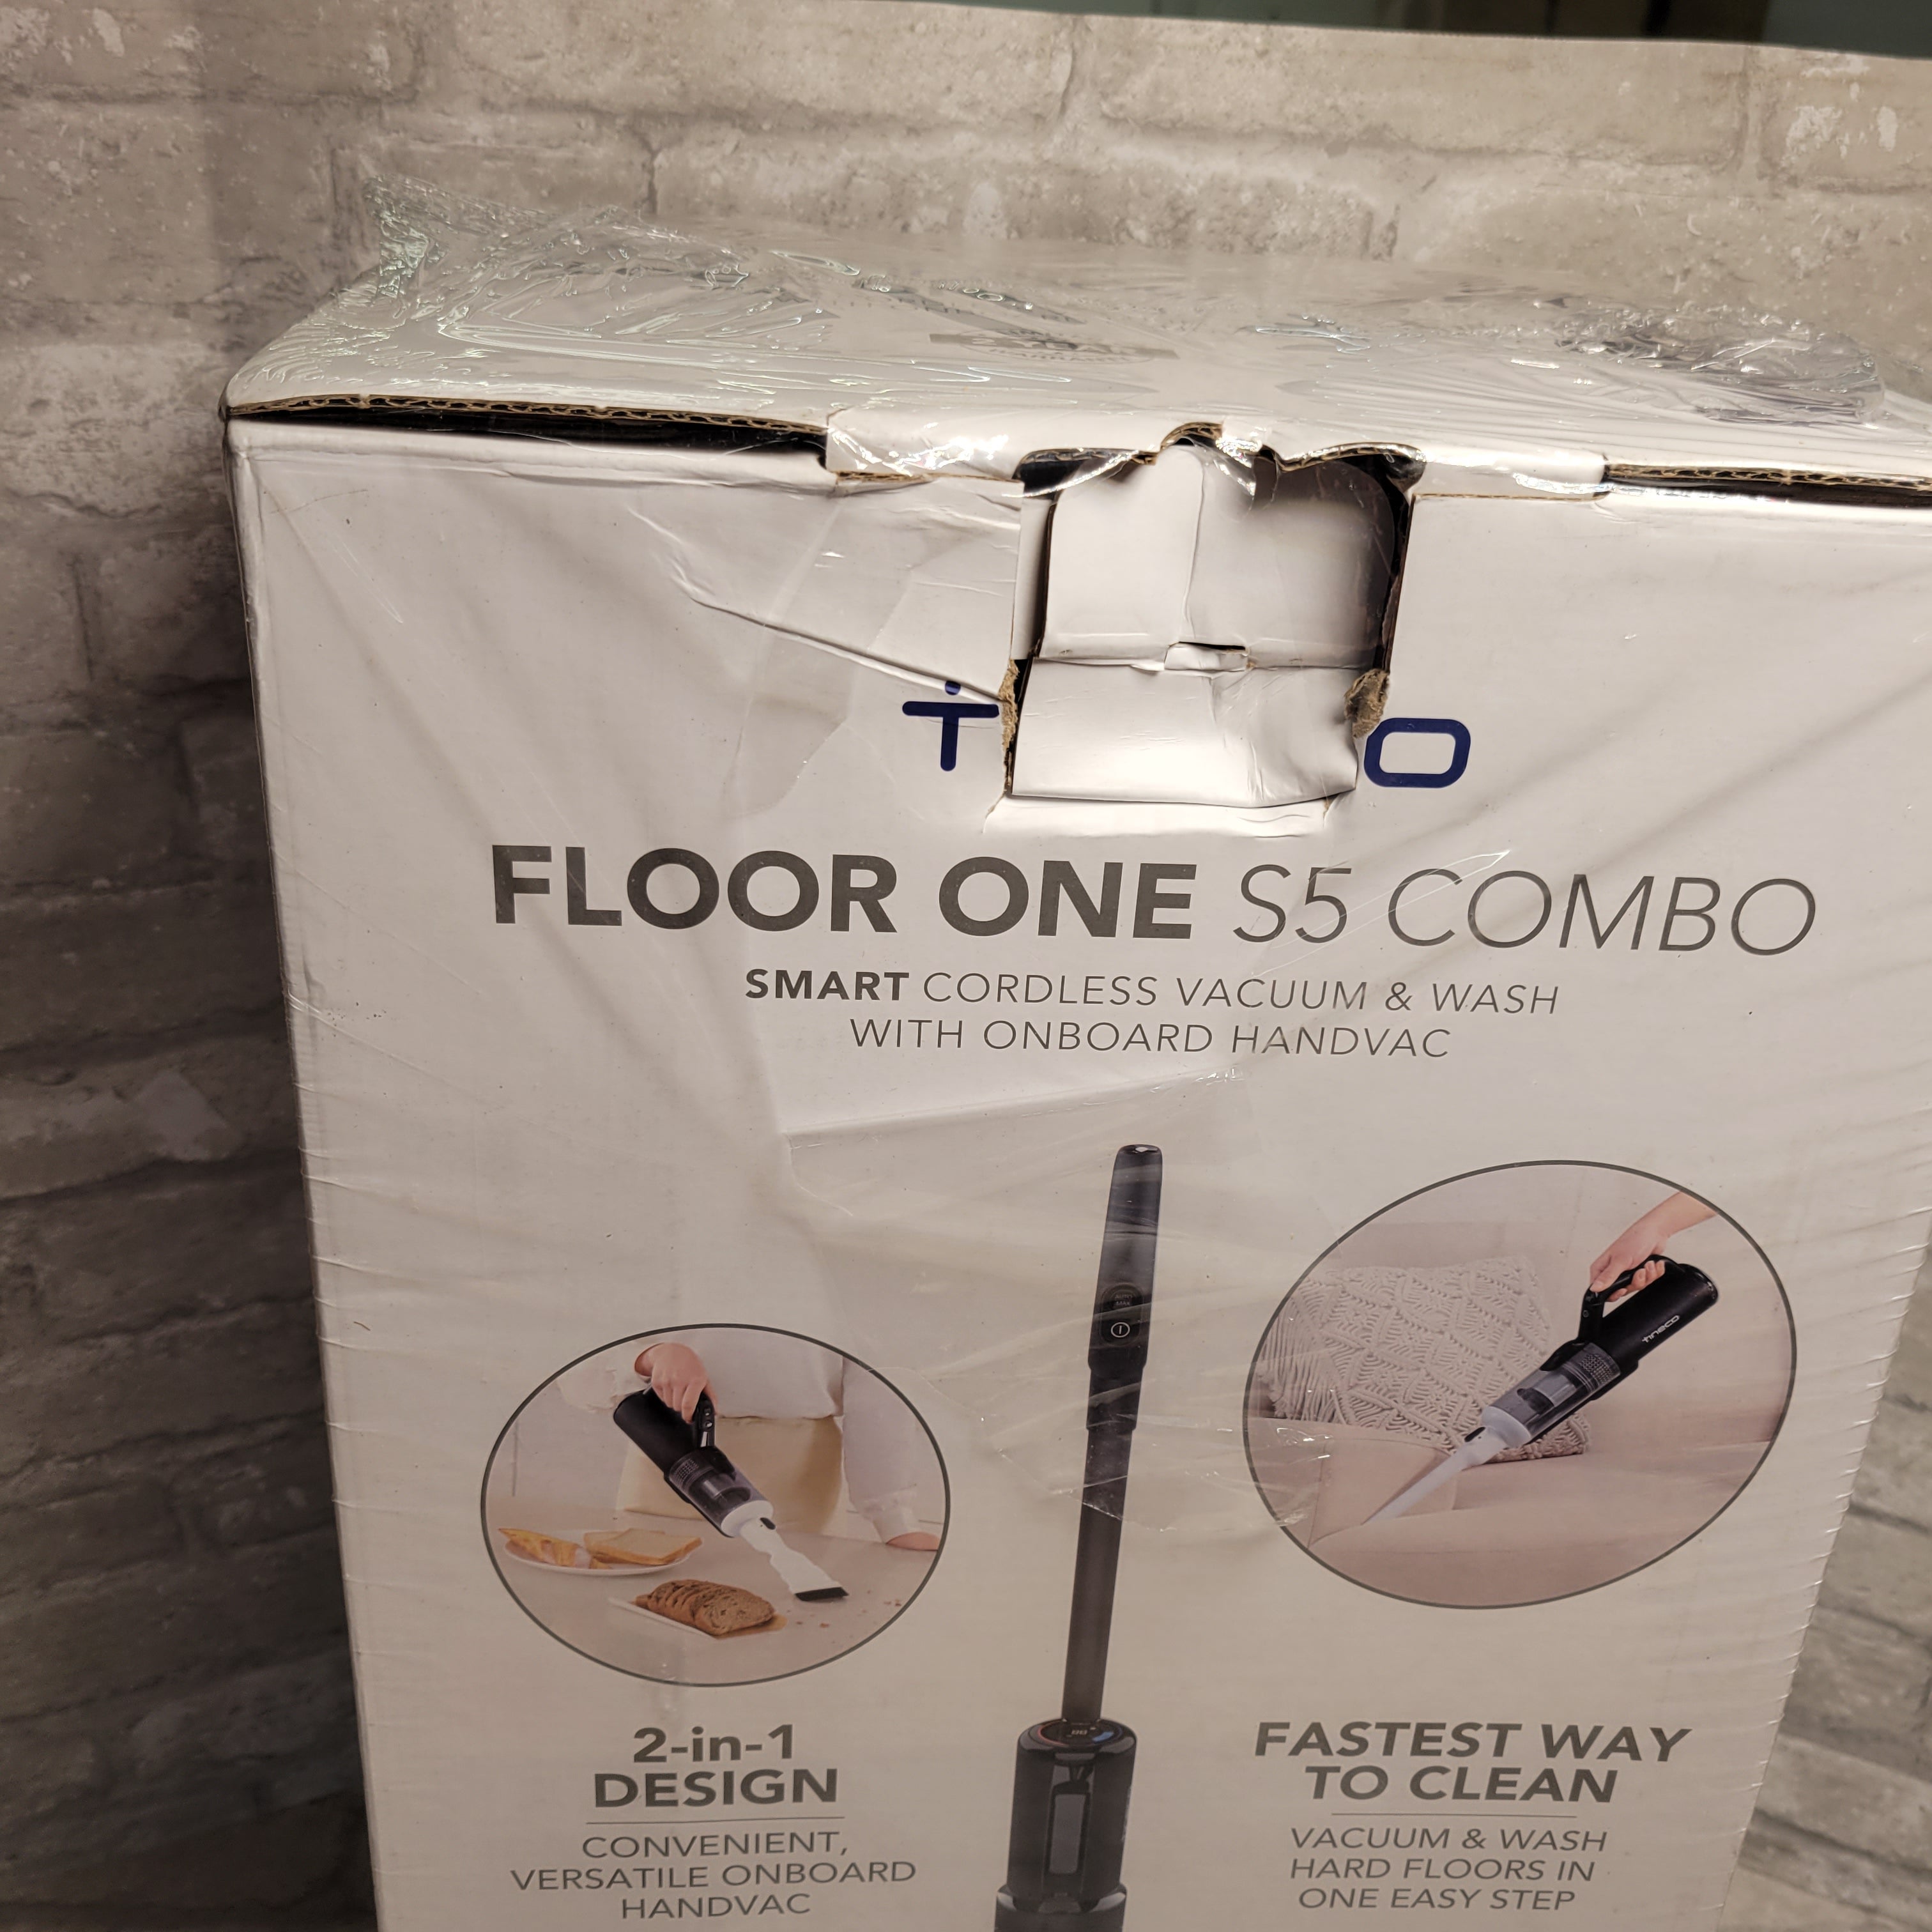 FLOOR ONE S5 COMBO
SMART CORDLESS VACUUM & WASH
WITH ONBOARD HANDVAC
tineco
2-in-1
DESIGN
CONVENIENT,
VERSATILE ONBOARD
HANDVAC
FASTEST WAY
TO CLEAN
VACUUM & WASH
HARD FLOORS IN
ONE EASY STEP